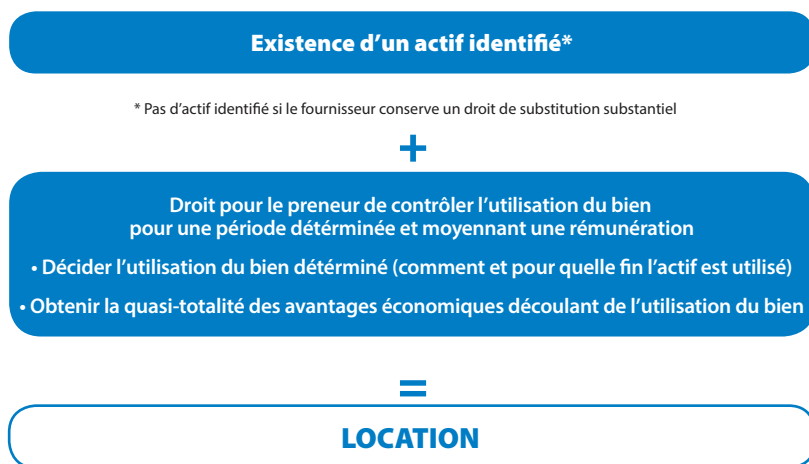 Existence d’un actif identifié*
* Pas d’actif identifié si le fournisseur conserve un droit de substitution substantiel
+
Droit pour le preneur de contrôler l’utilisation du bien
pour une période détérminée et moyennant une rémunération
• Décider l’utilisation du bien détérminé (comment et pour quelle fin l’actif est utilisé)
• Obtenir la quasi-totalité des avantages économiques découlant de l’utilisation du bien
=
LOCATION